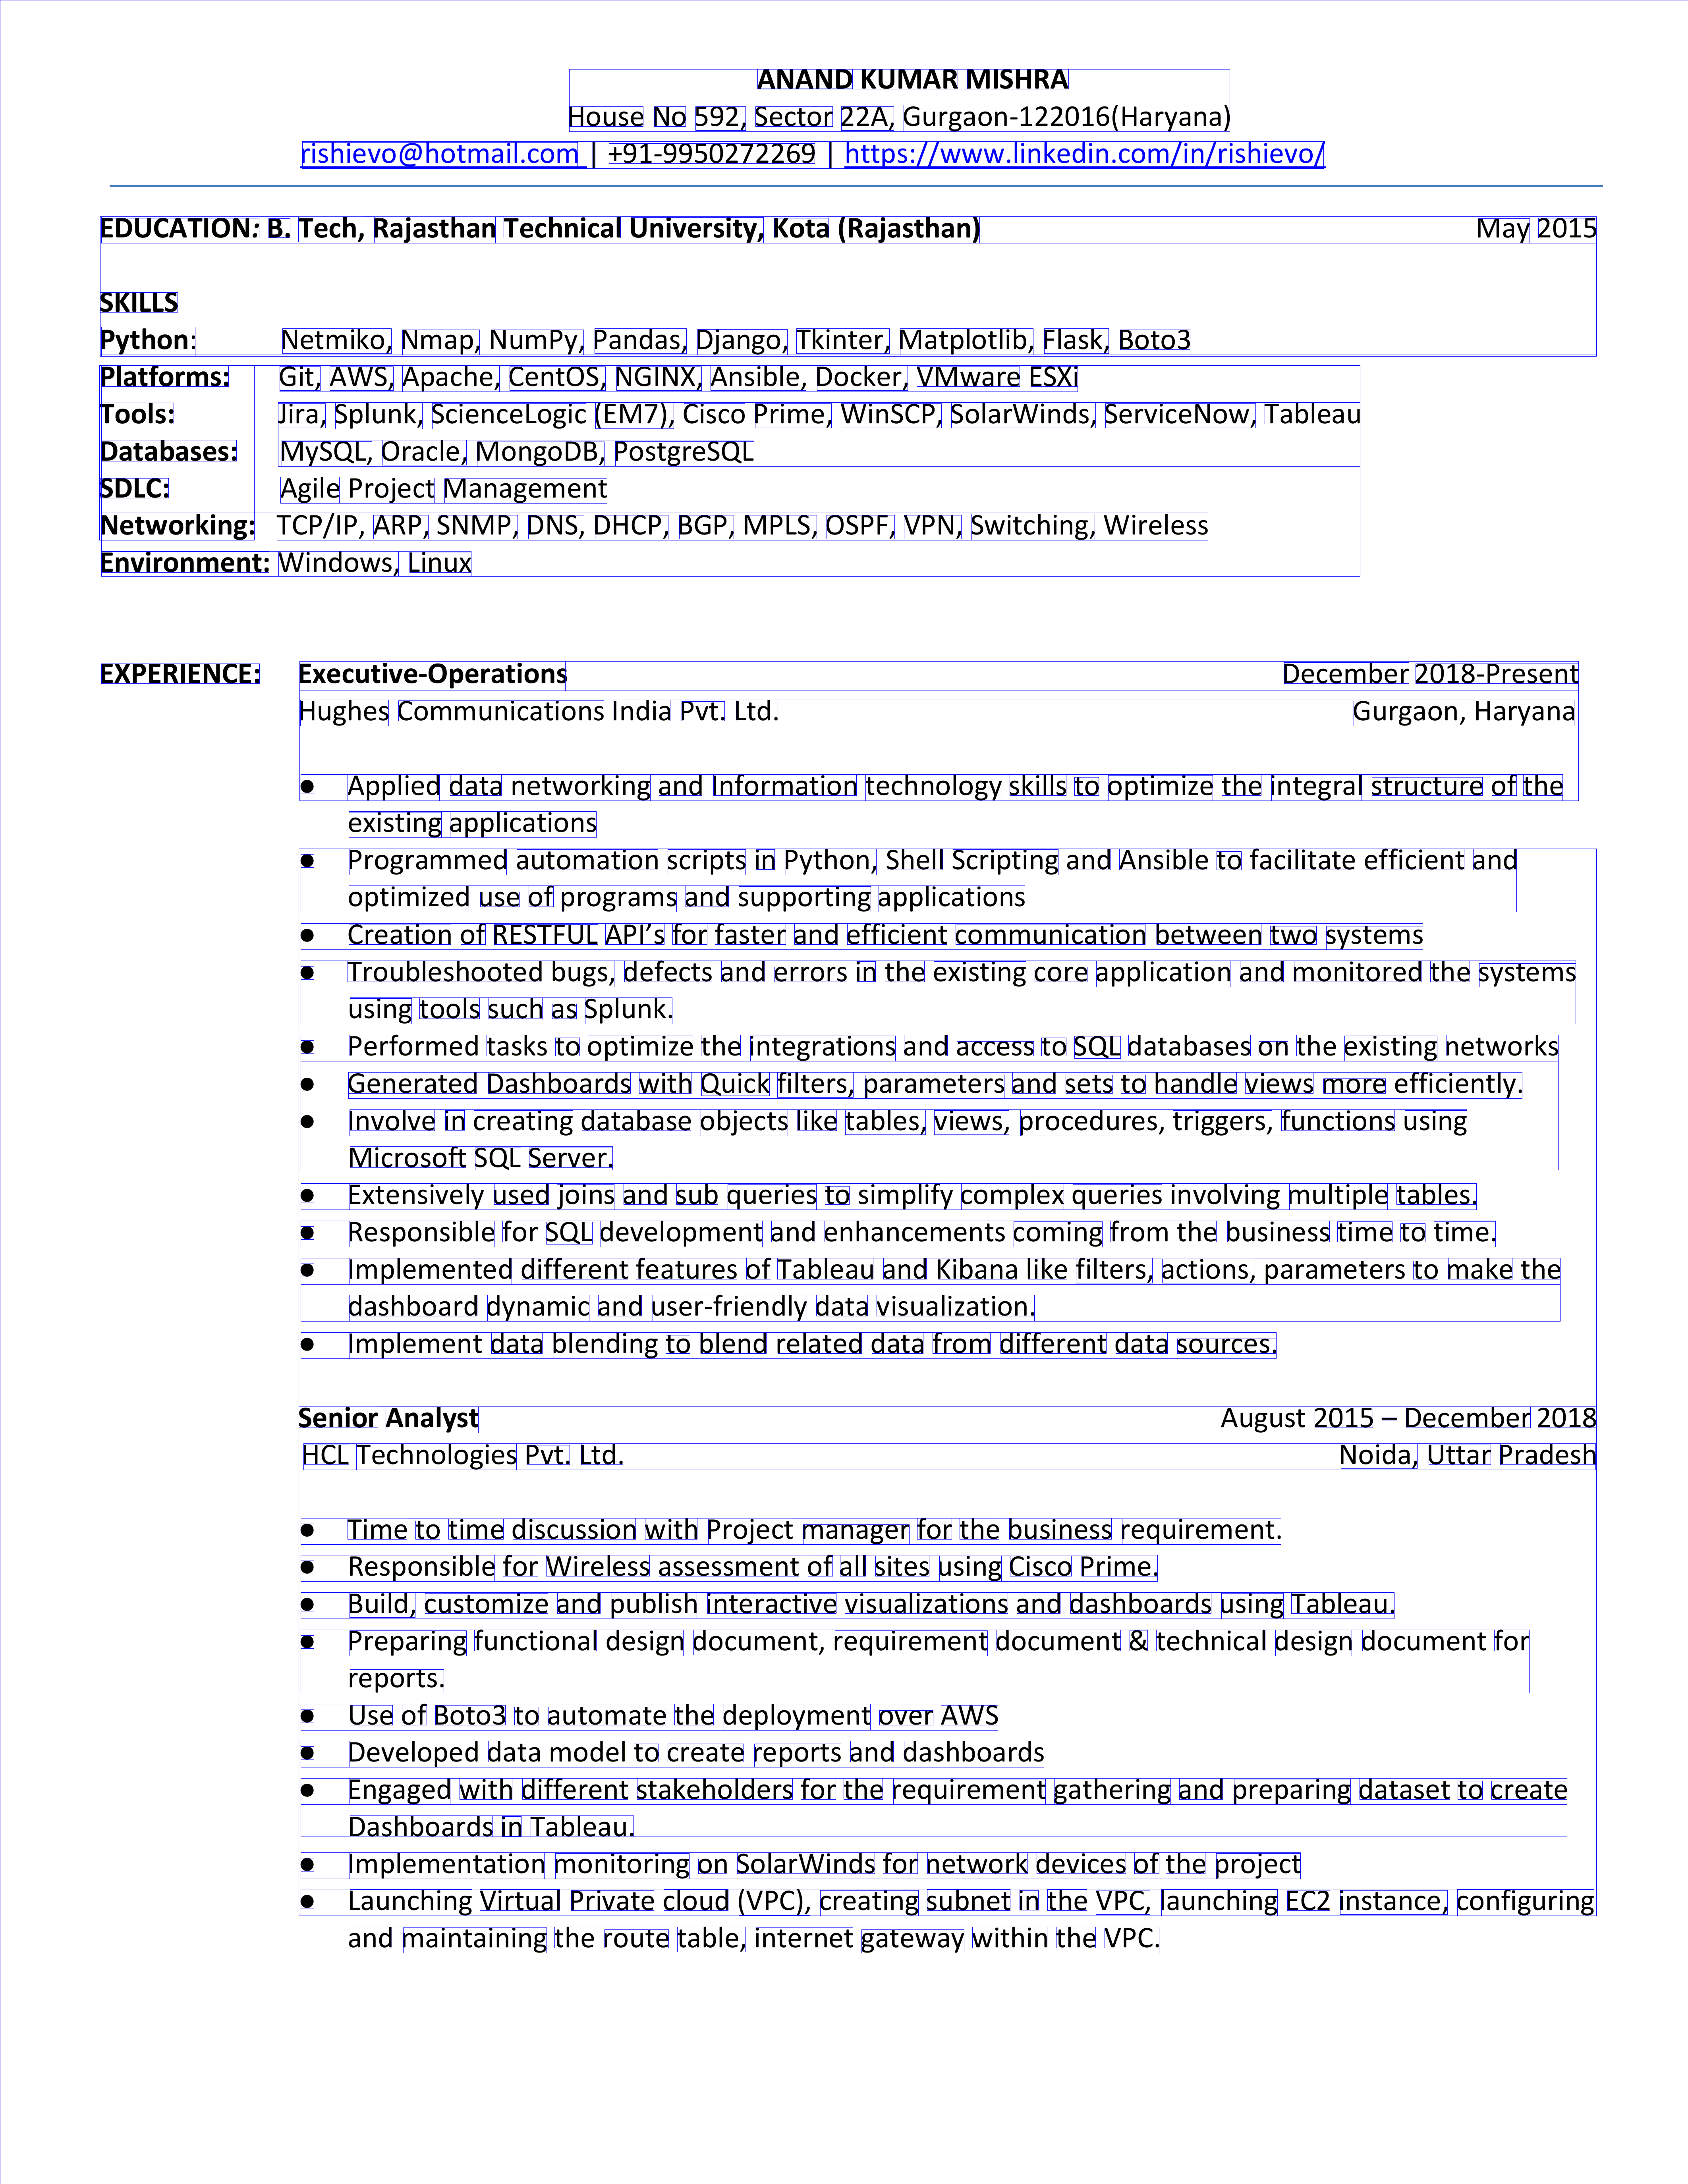 ANAND KUMAR MISHRA
House No 592, Sector 22A, Gurgaon-122016(Haryana)
rishievo@hotmail.com | +91-9950272269 | https://www.linkedin.com/in/rishievo/
EDUCATION: B. Tech, Rajasthan Technical University, Kota (Rajasthan) May 2015
SKILLS
Python: Netmiko, Nmap, NumPy, Pandas, Django, Tkinter, Matplotlib, Flask, Boto3
Platforms: Git, AWS, Apache, CentOS, NGINX, Ansible, Docker, VMware ESXi
Tools: Jira, Splunk, ScienceLogic (EM7), Cisco Prime, WinSCP, SolarWinds, ServiceNow, Tableau
Databases: MySQL, Oracle, MongoDB, PostgreSQL
SDLC: Agile Project Management
Networking: TCP/IP, ARP, SNMP, DNS, DHCP, BGP, MPLS, OSPF, VPN, Switching, Wireless
Environment: Windows, Linux
EXPERIENCE: Executive-Operations December 2018-Present
Hughes Communications India Pvt. Ltd. Gurgaon, Haryana
● Applied data networking and Information technology skills to optimize the integral structure of the
existing applications
● Programmed automation scripts in Python, Shell Scripting and Ansible to facilitate efficient and
optimized use of programs and supporting applications
● Creation of RESTFUL API’s for faster and efficient communication between two systems
● Troubleshooted bugs, defects and errors in the existing core application and monitored the systems
using tools such as Splunk.
● Performed tasks to optimize the integrations and access to SQL databases on the existing networks
● Generated Dashboards with Quick filters, parameters and sets to handle views more efficiently.
● Involve in creating database objects like tables, views, procedures, triggers, functions using
Microsoft SQL Server.
● Extensively used joins and sub queries to simplify complex queries involving multiple tables.
● Responsible for SQL development and enhancements coming from the business time to time.
● Implemented different features of Tableau and Kibana like filters, actions, parameters to make the
dashboard dynamic and user-friendly data visualization.
● Implement data blending to blend related data from different data sources.
Senior Analyst August 2015 – December 2018
HCL Technologies Pvt. Ltd. Noida, Uttar Pradesh
● Time to time discussion with Project manager for the business requirement.
● Responsible for Wireless assessment of all sites using Cisco Prime.
● Build, customize and publish interactive visualizations and dashboards using Tableau.
● Preparing functional design document, requirement document & technical design document for
reports.
● Use of Boto3 to automate the deployment over AWS
● Developed data model to create reports and dashboards
● Engaged with different stakeholders for the requirement gathering and preparing dataset to create
Dashboards in Tableau.
● Implementation monitoring on SolarWinds for network devices of the project
● Launching Virtual Private cloud (VPC), creating subnet in the VPC, launching EC2 instance, configuring
and maintaining the route table, internet gateway within the VPC.